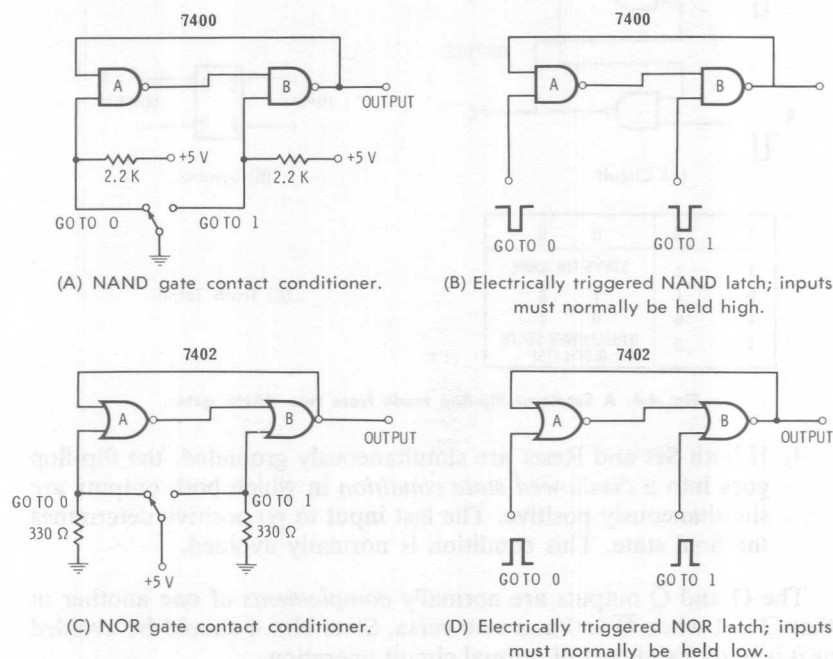 7400
A
B
OUTPUT
+5 V
2.2 K
+5 V
2.2 K
GO TO 0
GO TO 1
(A) NAND gate contact conditioner.
7400
A
B
GO TO 0
GO TO 1
(B) Electrically triggered NAND latch; inputs
must normally be held high.
7402
A
B
OUTPUT
GO TO 0
330 Ω
GO TO 1
330 Ω
+5 V
(C) NOR gate contact conditioner.
7402
A
B
OUTPUT
GO TO 0
GO TO 1
(D) Electrically triggered NOR latch; inputs
must normally be held low.
4. If both Set and Reset are simultaneously grounded, the flip-flop
goes into a disallowed state condition in which both outputs are
simultaneously positive. The last input to go positive determines
the final state. This condition is normally avoided.
The Q and Q outputs are normally complements of one another in